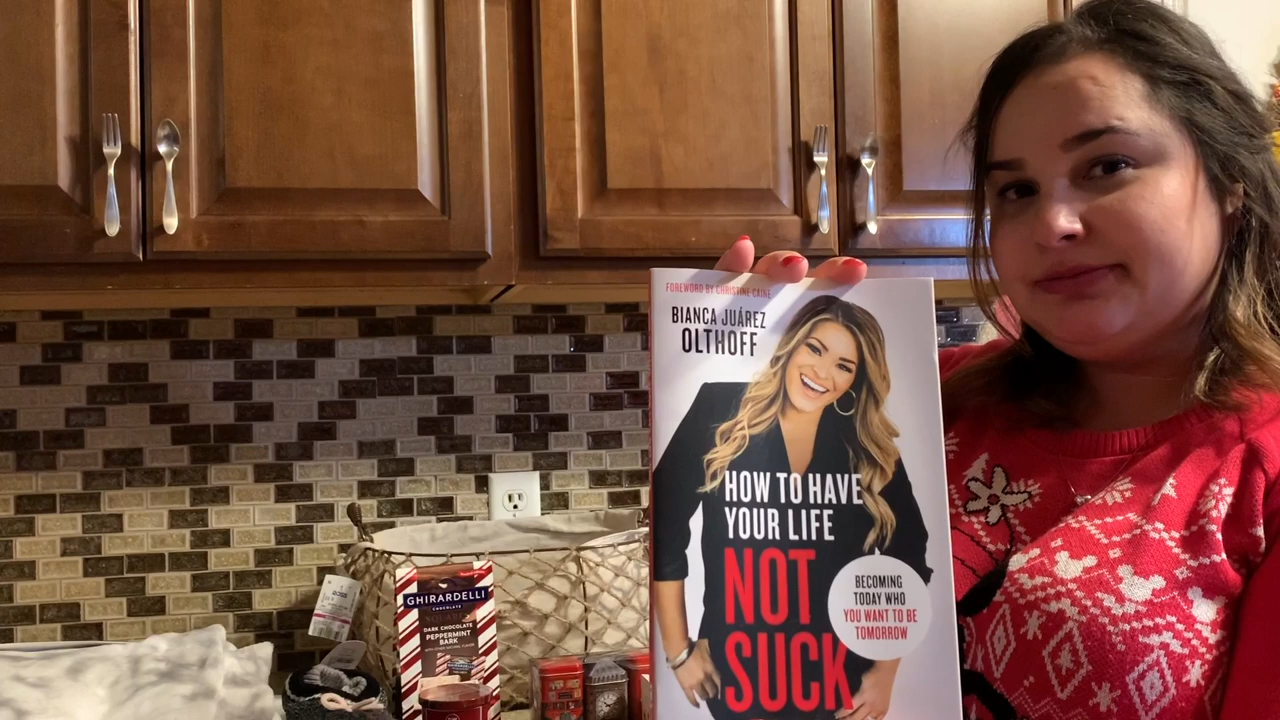 FOREWORD BY CHRISTINE CAINE
BIANCA JUÁREZ
OLTHOFF
HOW TO HAVE
YOUR LIFE
NOT
SUCK
BECOMING
TODAY WHO
YOU WANT TO BE
TOMORROW
GHIRARDELLI
CHOCOLATE
DARK CHOCOLATE
PEPPERMINT
BARK
ROSS